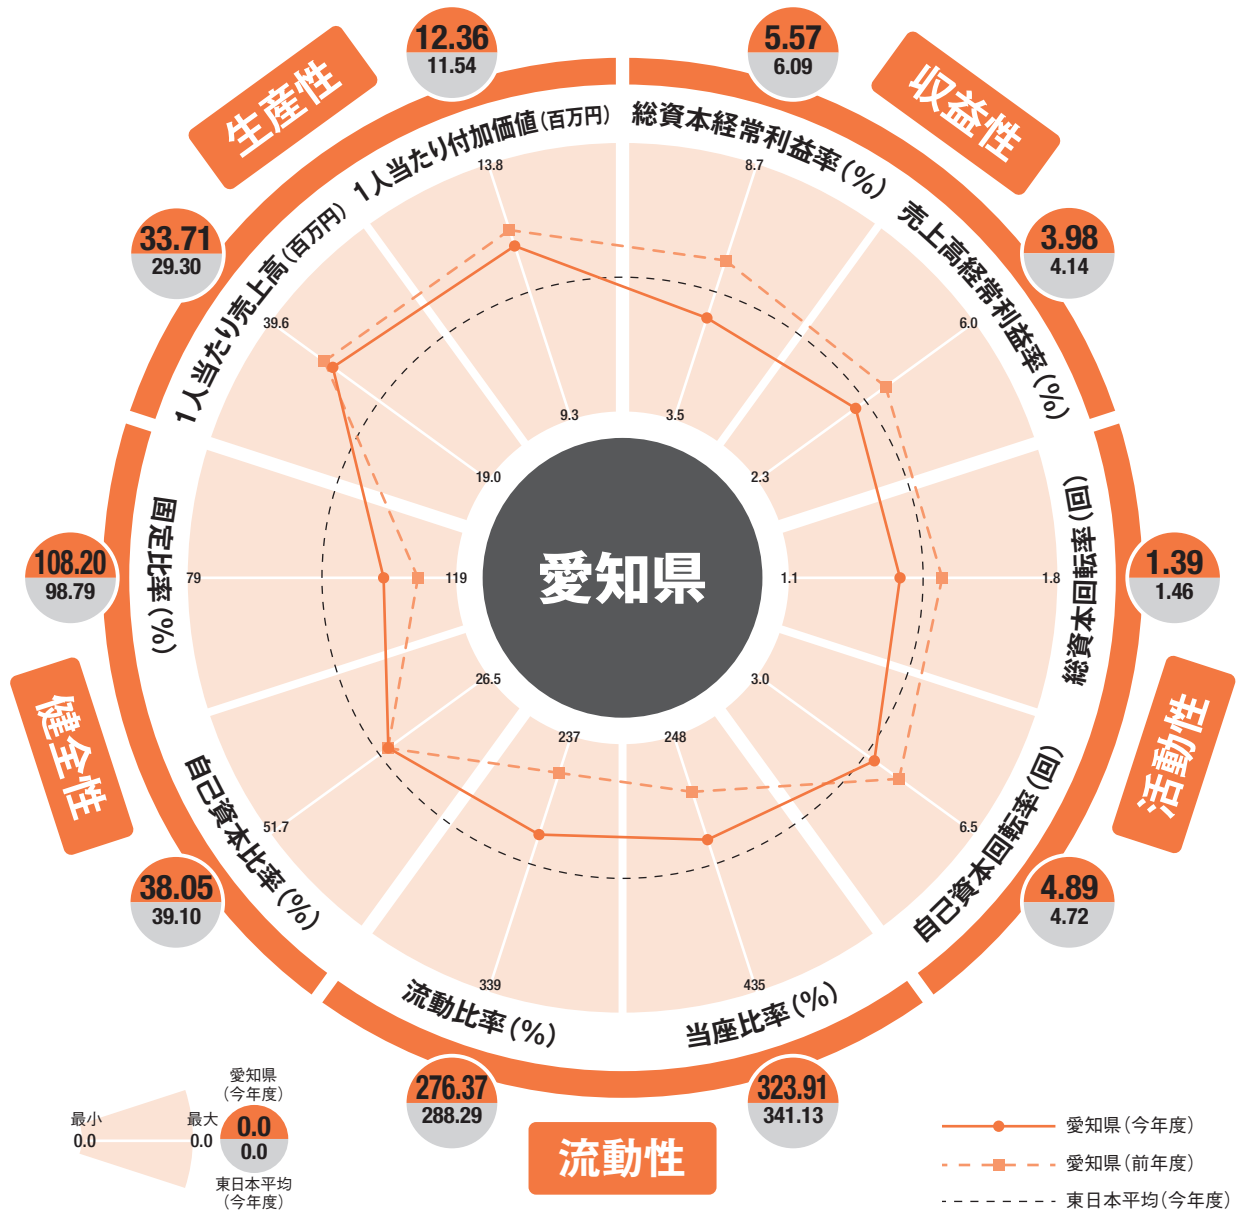 愛知県
収益性
総資本経常利益率(%)
5.57
6.09
8.7
3.5
売上高経常利益率(%)
3.98
4.14
6.0
2.3
活動性
総資本回転率(回)
1.39
1.46
1.8
1.1
自己資本回転率(回)
4.89
4.72
6.5
3.0
流動性
当座比率(%)
323.91
341.13
435
248
流動比率(%)
276.37
288.29
339
237
健全性
自己資本比率(%)
38.05
39.10
51.7
26.5
固定比率(%)
108.20
98.79
79
119
生産性
1人当たり売上高(百万円)
33.71
29.30
39.6
19.0
1人当たり付加価値(百万円)
12.36
11.54
13.8
9.3
愛知県
(今年度)
最小
0.0
最大
0.0
0.0
0.0
東日本平均
(今年度)
愛知県(今年度)
愛知県(前年度)
東日本平均(今年度)